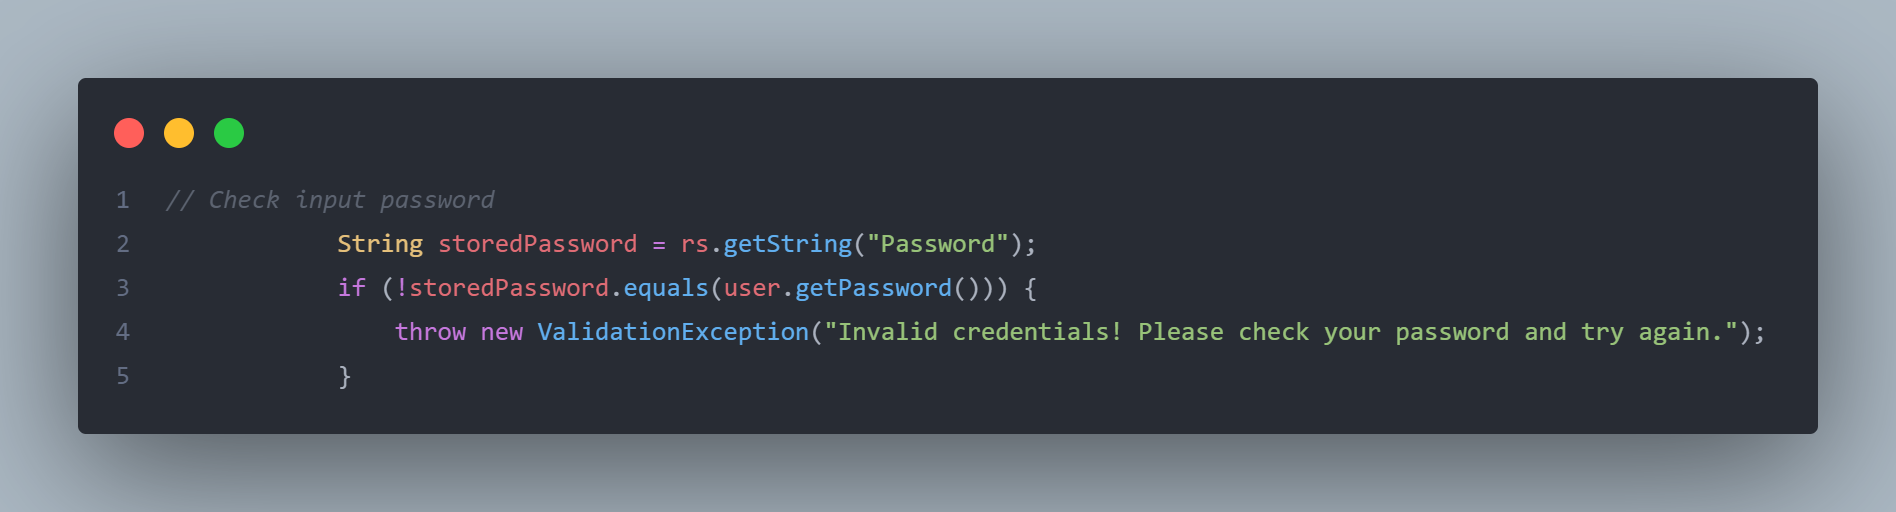 1 // Check input password
2 String storedPassword = rs.getString("Password");
3 if (!storedPassword.equals(user.getPassword())) {
4 throw new ValidationException("Invalid credentials! Please check your password and try again.");
5 }